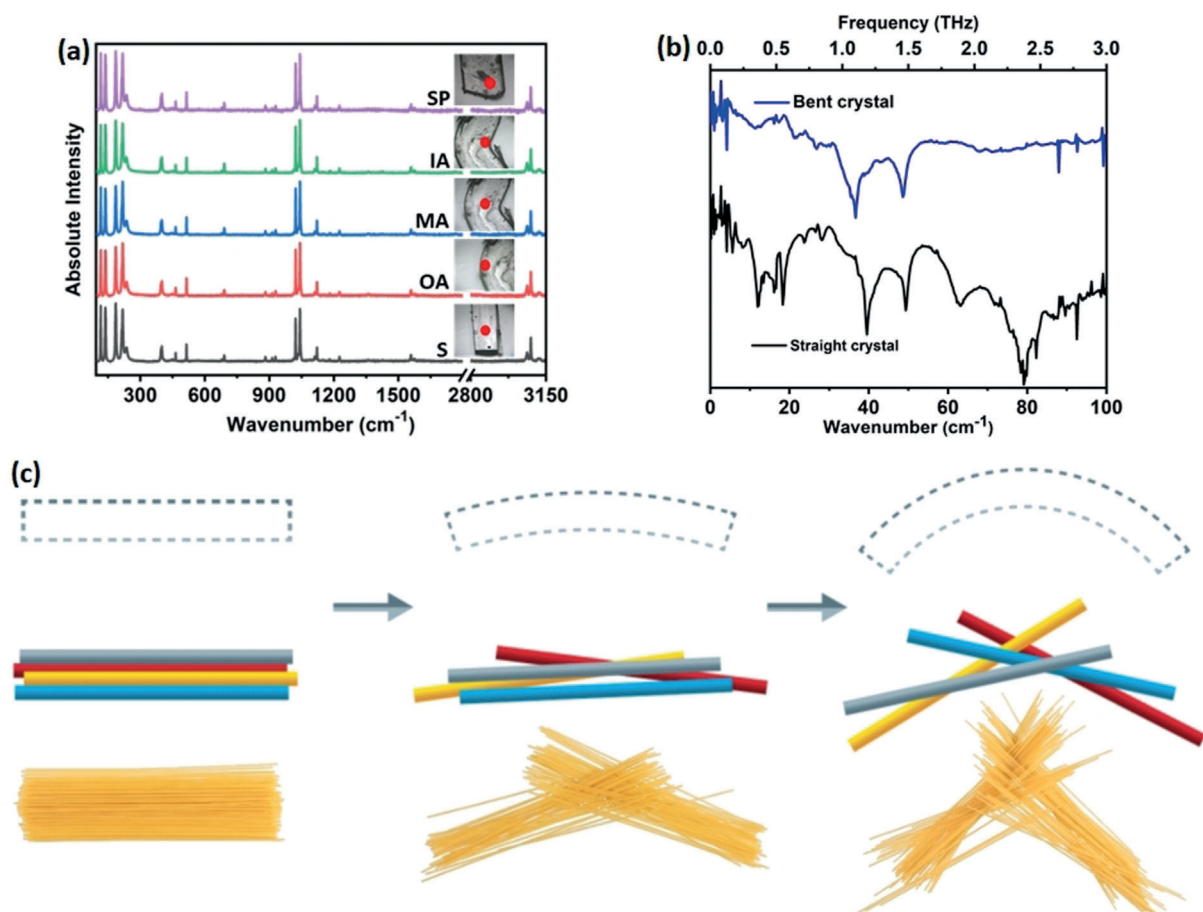 (a)
SP
IA
MA
OA
S
Absolute Intensity
300 600 900 1200 1500 2800 3150
Wavenumber (cm-1)
(b)
Frequency (THz)
0.0 0.5 1.0 1.5 2.0 2.5 3.0
Bent crystal
Straight crystal
0 20 40 60 80 100
Wavenumber (cm-1)
(c)